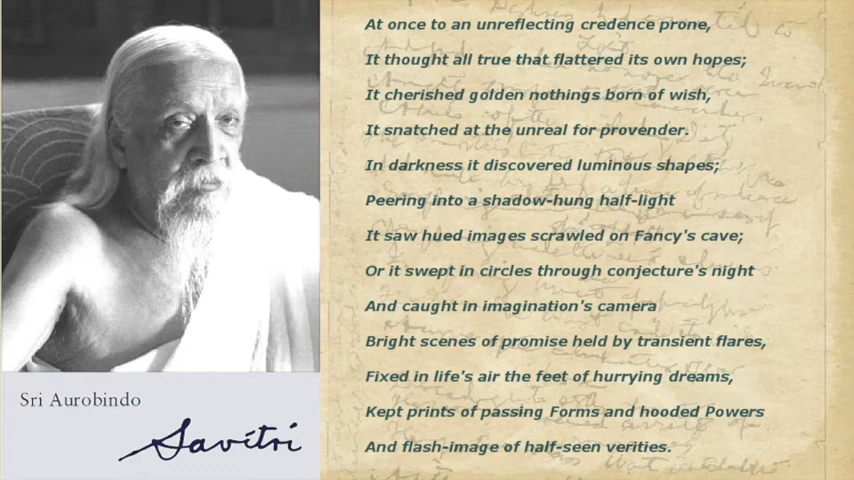 At once to an unreflecting credence prone,
It thought all true that flattered its own hopes;
It cherished golden nothings born of wish,
It snatched at the unreal for provender.
In darkness it discovered luminous shapes;
Peering into a shadow-hung half-light
It saw hued images scrawled on Fancy's cave;
Or it swept in circles through conjecture's night
And caught in imagination's camera
Bright scenes of promise held by transient flares,
Fixed in life's air the feet of hurrying dreams,
Kept prints of passing Forms and hooded Powers
And flash-image of half-seen verities.
Sri Aurobindo
Savitri